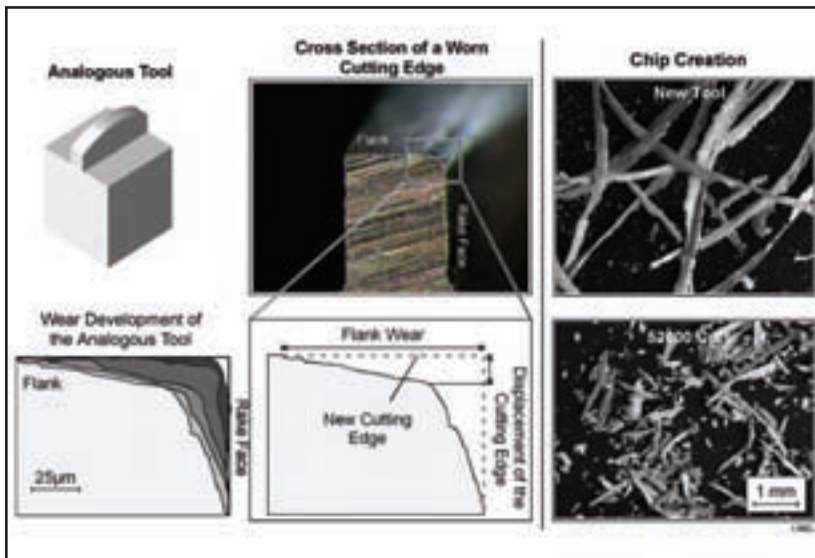 Analogous Tool
Cross Section of a Worn
Cutting Edge
Chip Creation
Flank
Rake Face
New Tool
Wear Development of
the Analogous Tool
Flank
Rake Face
25µm
Flank Wear
New Cutting
Edge
Displacement of the
Cutting Edge
1 mm